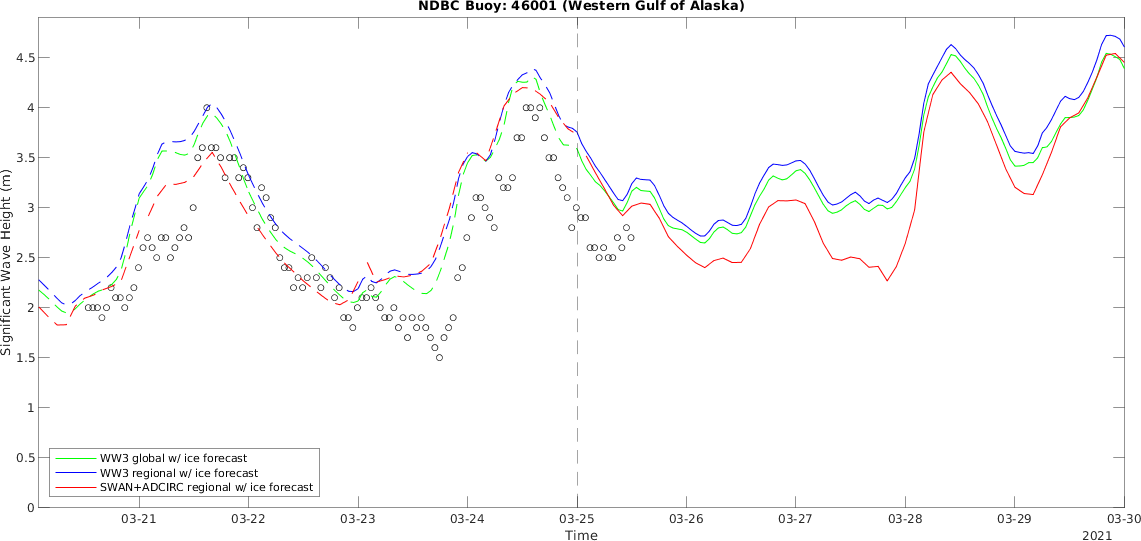 NDBC Buoy: 46001 (Western Gulf of Alaska)
Significant Wave Height (m)
4.5
4
3.5
3
2.5
2
1.5
1
0.5
0
WW3 global w/ ice forecast
WW3 regional w/ ice forecast
SWAN+ADCIRC regional w/ ice forecast
03-21 03-22 03-23 03-24 03-25 03-26 03-27 03-28 03-29 03-30
Time
2021